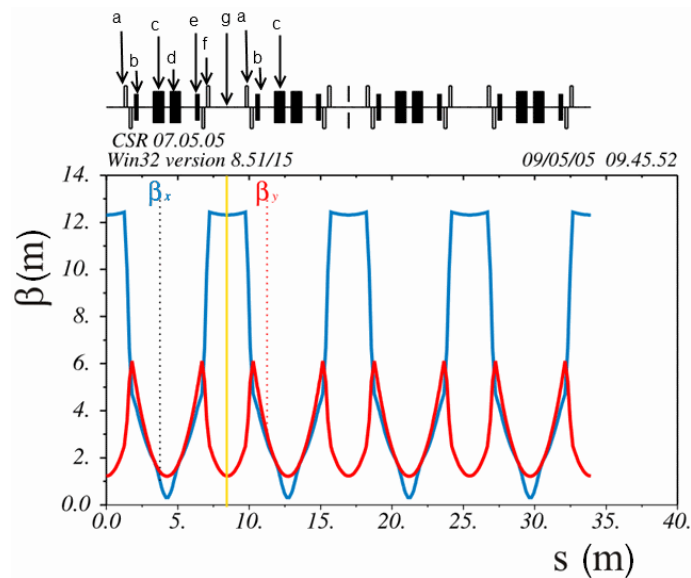 a c e g a c
b d f b
CSR 07.05.05
Win32 version 8.51/15 09/05/05 09.45.52
14.
βx βy
12.
10.
β(m)
8.
6.
4.
2.
0.0
0.0 5. 10. 15. 20. 25. 30. 35. 40.
s (m)